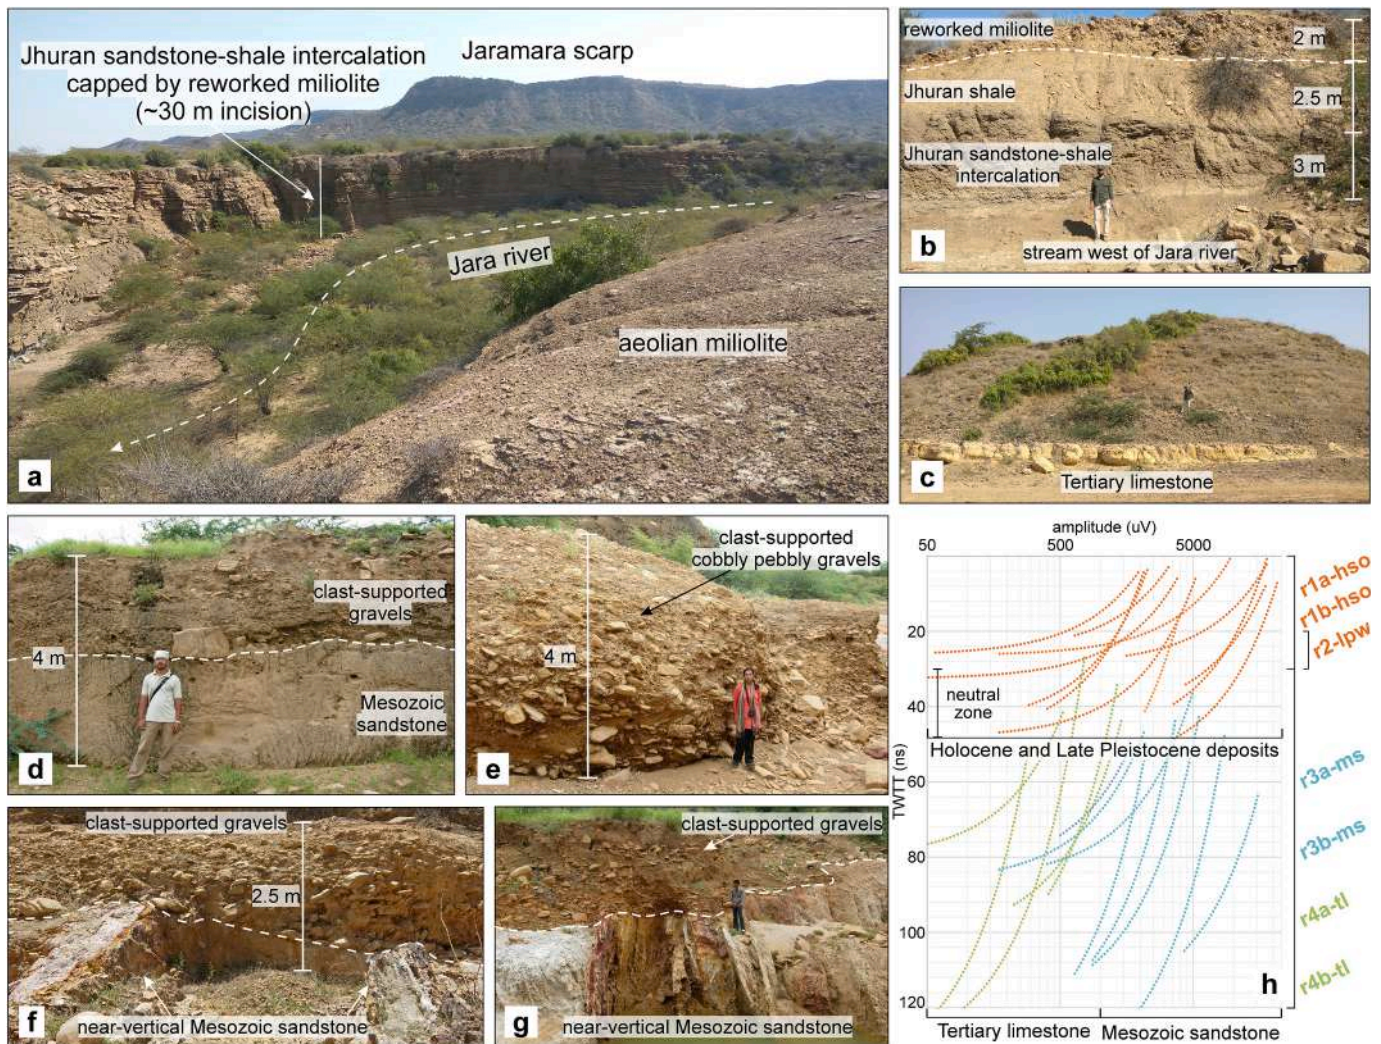 Jhuran sandstone-shale intercalation
capped by reworked miliolite
(~30 m incision)
Jaramara scarp
Jara river
aeolian miliolite
a
reworked miliolite
2 m
Jhuran shale
2.5 m
Jhuran sandstone-shale
intercalation
3 m
b
stream west of Jara river
c
Tertiary limestone
clast-supported
gravels
4 m
Mesozoic
sandstone
d
clast-supported
cobbly pebbly gravels
4 m
e
clast-supported gravels
2.5 m
f
near-vertical Mesozoic sandstone
clast-supported gravels
g
near-vertical Mesozoic sandstone
amplitude (uV)
50 500 5000
r1a-hso
r1b-hso
20
r2-lpw
neutral
zone
40
Holocene and Late Pleistocene deposits
TWTT (ns)
60
r3a-ms
80
r3b-ms
r4a-tl
100
r4b-tl
h
120
Tertiary limestone Mesozoic sandstone